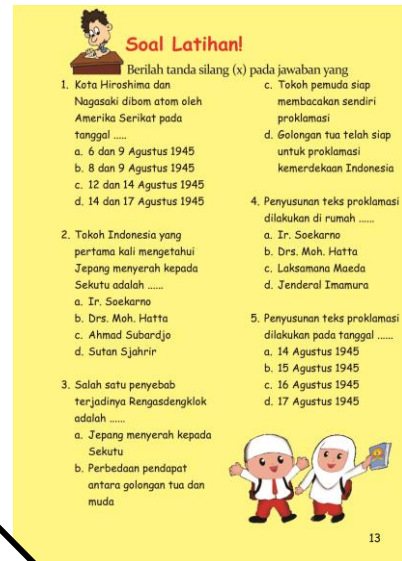 Soal Latihan!
Berilah tanda silang (x) pada jawaban yang
1. Kota Hiroshima dan
Nagasaki dibom atom oleh
Amerika Serikat pada
tanggal .....
a. 6 dan 9 Agustus 1945
b. 8 dan 9 Agustus 1945
c. 12 dan 14 Agustus 1945
d. 14 dan 17 Agustus 1945
2. Tokoh Indonesia yang
pertama kali mengetahui
Jepang menyerah kepada
Sekutu adalah ......
a. Ir. Soekarno
b. Drs. Moh. Hatta
c. Ahmad Subardjo
d. Sutan Sjahrir
3. Salah satu penyebab
terjadinya Rengasdengklok
adalah ......
a. Jepang menyerah kepada
Sekutu
b. Perbedaan pendapat
antara golongan tua dan
muda
c. Tokoh pemuda siap
membacakan sendiri
proklamasi
d. Golongan tua telah siap
untuk proklamasi
kemerdekaan Indonesia
4. Penyusunan teks proklamasi
dilakukan di rumah ......
a. Ir. Soekarno
b. Drs. Moh. Hatta
c. Laksamana Maeda
d. Jenderal Imamura
5. Penyusunan teks proklamasi
dilakukan pada tanggal ......
a. 14 Agustus 1945
b. 15 Agustus 1945
c. 16 Agustus 1945
d. 17 Agustus 1945
13